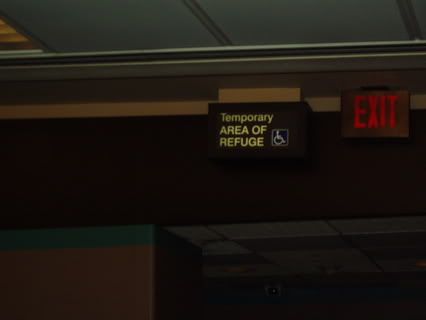 Temporary
AREA OF
REFUGE
EXIT